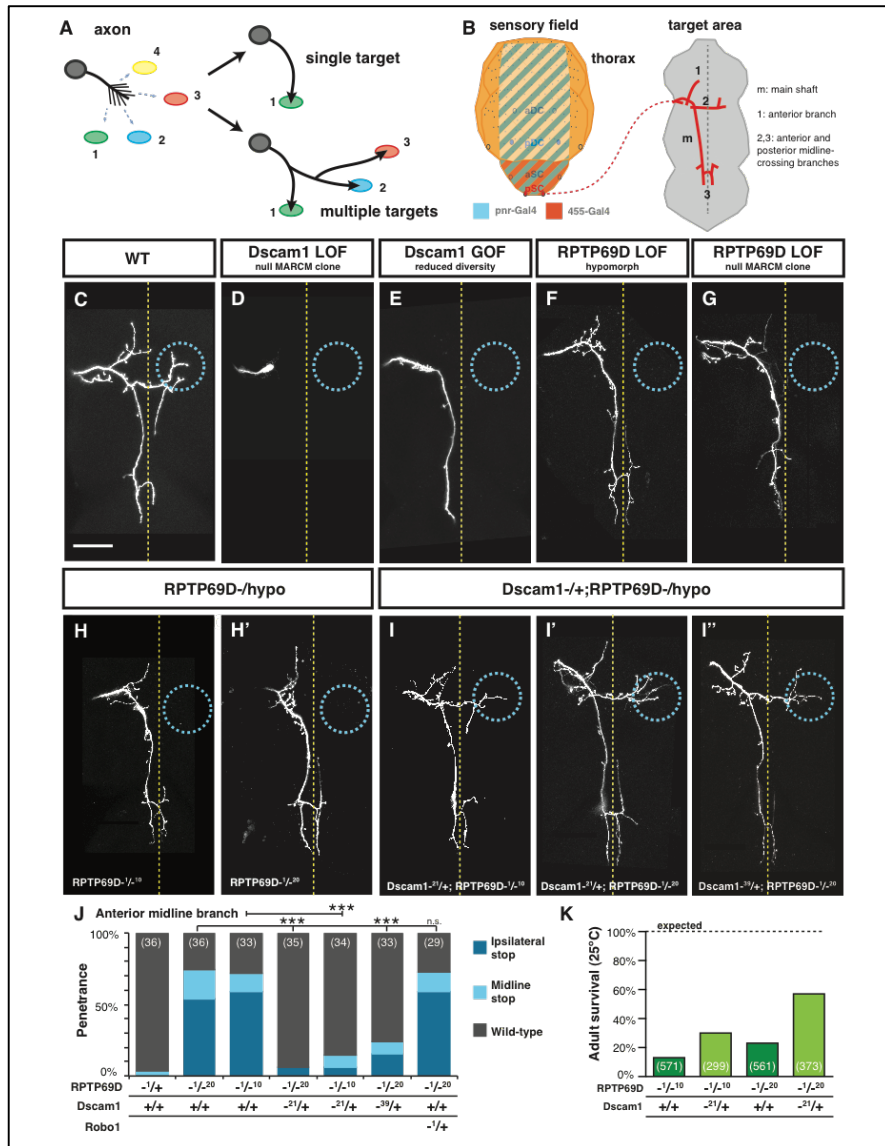 A
axon
4
3
1
2
single target
1
3
2
1
multiple targets
B
sensory field
thorax
aDC
pDC
aSC
pSC
pnr-Gal4
455-Gal4
target area
1
2
m
3
m: main shaft
1: anterior branch
2,3: anterior and
posterior midline-
crossing branches
WT
Dscam1 LOF
null MARCM clone
Dscam1 GOF
reduced diversity
RPTP69D LOF
hypomorph
RPTP69D LOF
null MARCM clone
C
D
E
F
G
RPTP69D-/hypo
Dscam1-/+;RPTP69D-/hypo
H
H'
I
I'
I''
RPTP69D-¹/-¹⁰
RPTP69D-¹/-²⁰
Dscam1-²¹/+; RPTP69D-¹/-¹⁰
Dscam1-²¹/+; RPTP69D-¹/-²⁰
Dscam1-³⁹/+; RPTP69D-¹/-²⁰
J
Anterior midline branch
***
***
***
n.s.
100%
50%
0%
Penetrance
(36)
(36)
(33)
(35)
(34)
(33)
(29)
Ipsilateral
stop
Midline
stop
Wild-type
RPTP69D -¹/+ -¹/-²⁰ -¹/-¹⁰ -¹/-²⁰ -¹/-¹⁰ -¹/-²⁰ -¹/-²⁰
Dscam1 +/+ +/+ +/+ -²¹/+ -²¹/+ -³⁹/+ +/+
Robo1 -¹/+
K
expected
100%
80%
60%
40%
20%
0%
Adult survival (25°C)
(571)
(299)
(561)
(373)
RPTP69D -¹/-¹⁰ -¹/-¹⁰ -¹/-²⁰ -¹/-²⁰
Dscam1 +/+ -²¹/+ +/+ -²¹/+